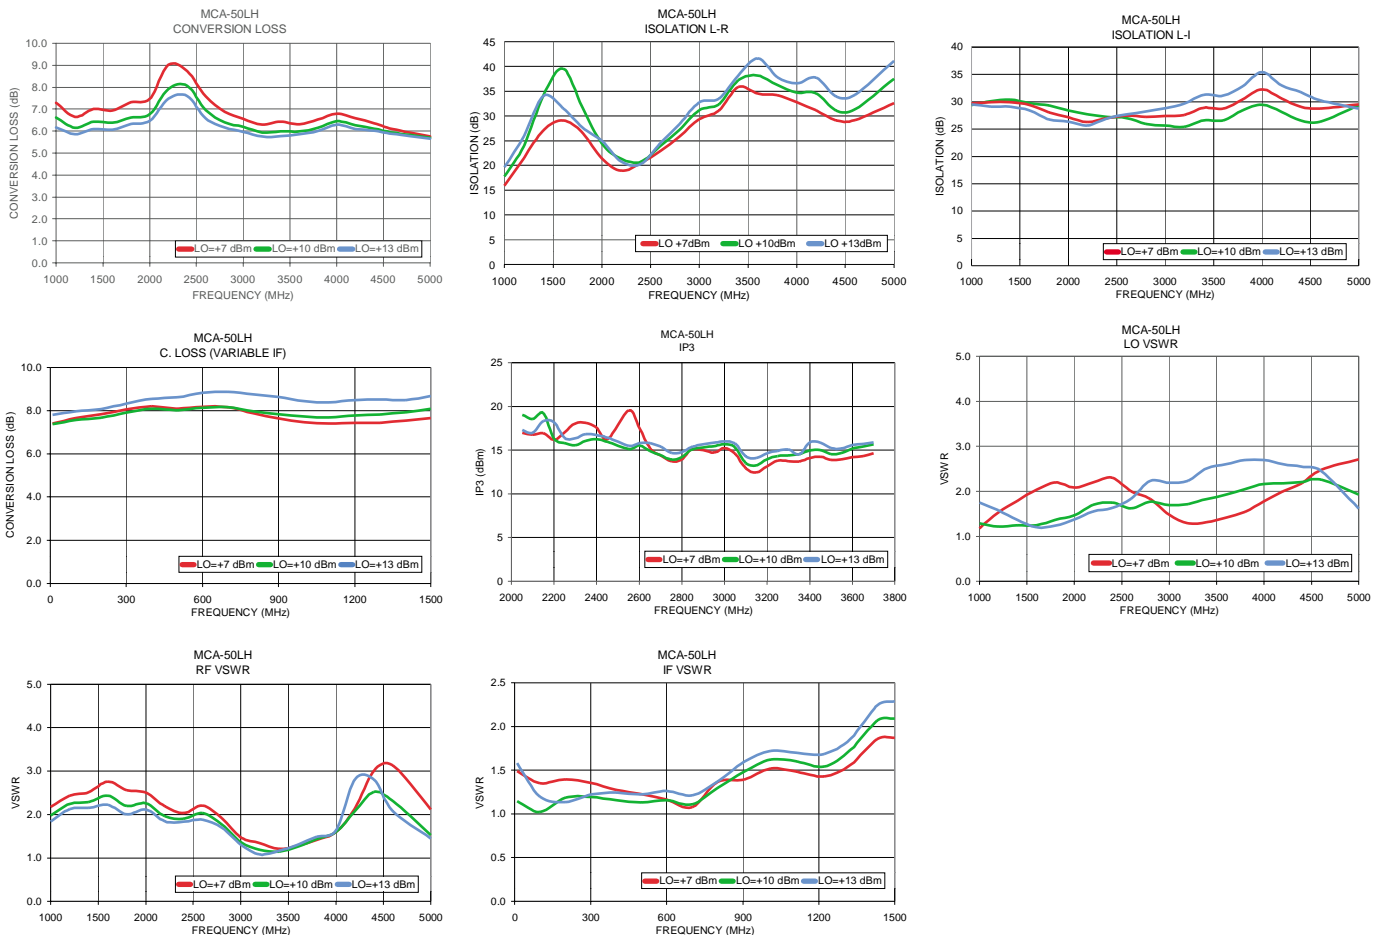 MCA-50LH
CONVERSION LOSS
CONVERSION LOSS (dB)
10.0
9.0
8.0
7.0
6.0
5.0
4.0
3.0
2.0
1.0
0.0
LO=+7 dBm LO=+10 dBm LO=+13 dBm
1000 1500 2000 2500 3000 3500 4000 4500 5000
FREQUENCY (MHz)
MCA-50LH
ISOLATION L-R
ISOLATION (dB)
45
40
35
30
25
20
15
10
5
0
LO +7dBm LO +10dBm LO +13dBm
1000 1500 2000 2500 3000 3500 4000 4500 5000
FREQUENCY (MHz)
MCA-50LH
ISOLATION L-I
ISOLATION (dB)
40
35
30
25
20
15
10
5
0
LO=+7 dBm LO=+10 dBm LO=+13 dBm
1000 1500 2000 2500 3000 3500 4000 4500 5000
FREQUENCY (MHz)
MCA-50LH
C. LOSS (VARIABLE IF)
CONVERSION LOSS (dB)
10.0
8.0
6.0
4.0
2.0
0.0
LO=+7 dBm LO=+10 dBm LO=+13 dBm
0 300 600 900 1200 1500
FREQUENCY (MHz)
MCA-50LH
IP3
IP3 (dBm)
25
20
15
10
5
0
LO=+7 dBm LO=+10 dBm LO=+13 dBm
2000 2200 2400 2600 2800 3000 3200 3400 3600 3800
FREQUENCY (MHz)
MCA-50LH
LO VSWR
VSWR
5.0
4.0
3.0
2.0
1.0
0.0
LO=+7 dBm LO=+10 dBm LO=+13 dBm
1000 1500 2000 2500 3000 3500 4000 4500 5000
FREQUENCY (MHz)
MCA-50LH
RF VSWR
VSWR
5.0
4.0
3.0
2.0
1.0
0.0
LO=+7 dBm LO=+10 dBm LO=+13 dBm
1000 1500 2000 2500 3000 3500 4000 4500 5000
FREQUENCY (MHz)
MCA-50LH
IF VSWR
VSWR
2.5
2.0
1.5
1.0
0.5
0.0
LO=+7 dBm LO=+10 dBm LO=+13 dBm
0 300 600 900 1200 1500
FREQUENCY (MHz)